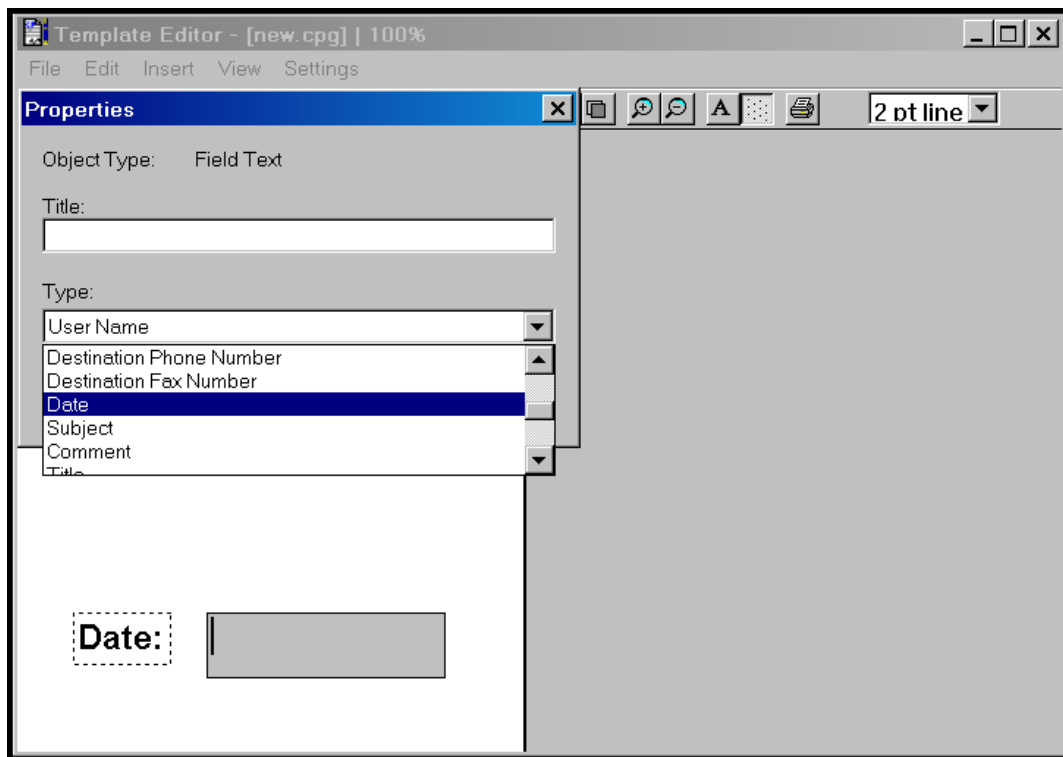 Template Editor - [new.cpg] | 100%
File Edit Insert View Settings
Properties
A
2 pt line
Object Type: Field Text
Title:
Type:
User Name
Destination Phone Number
Destination Fax Number
Date
Subject
Comment
Title
Date: